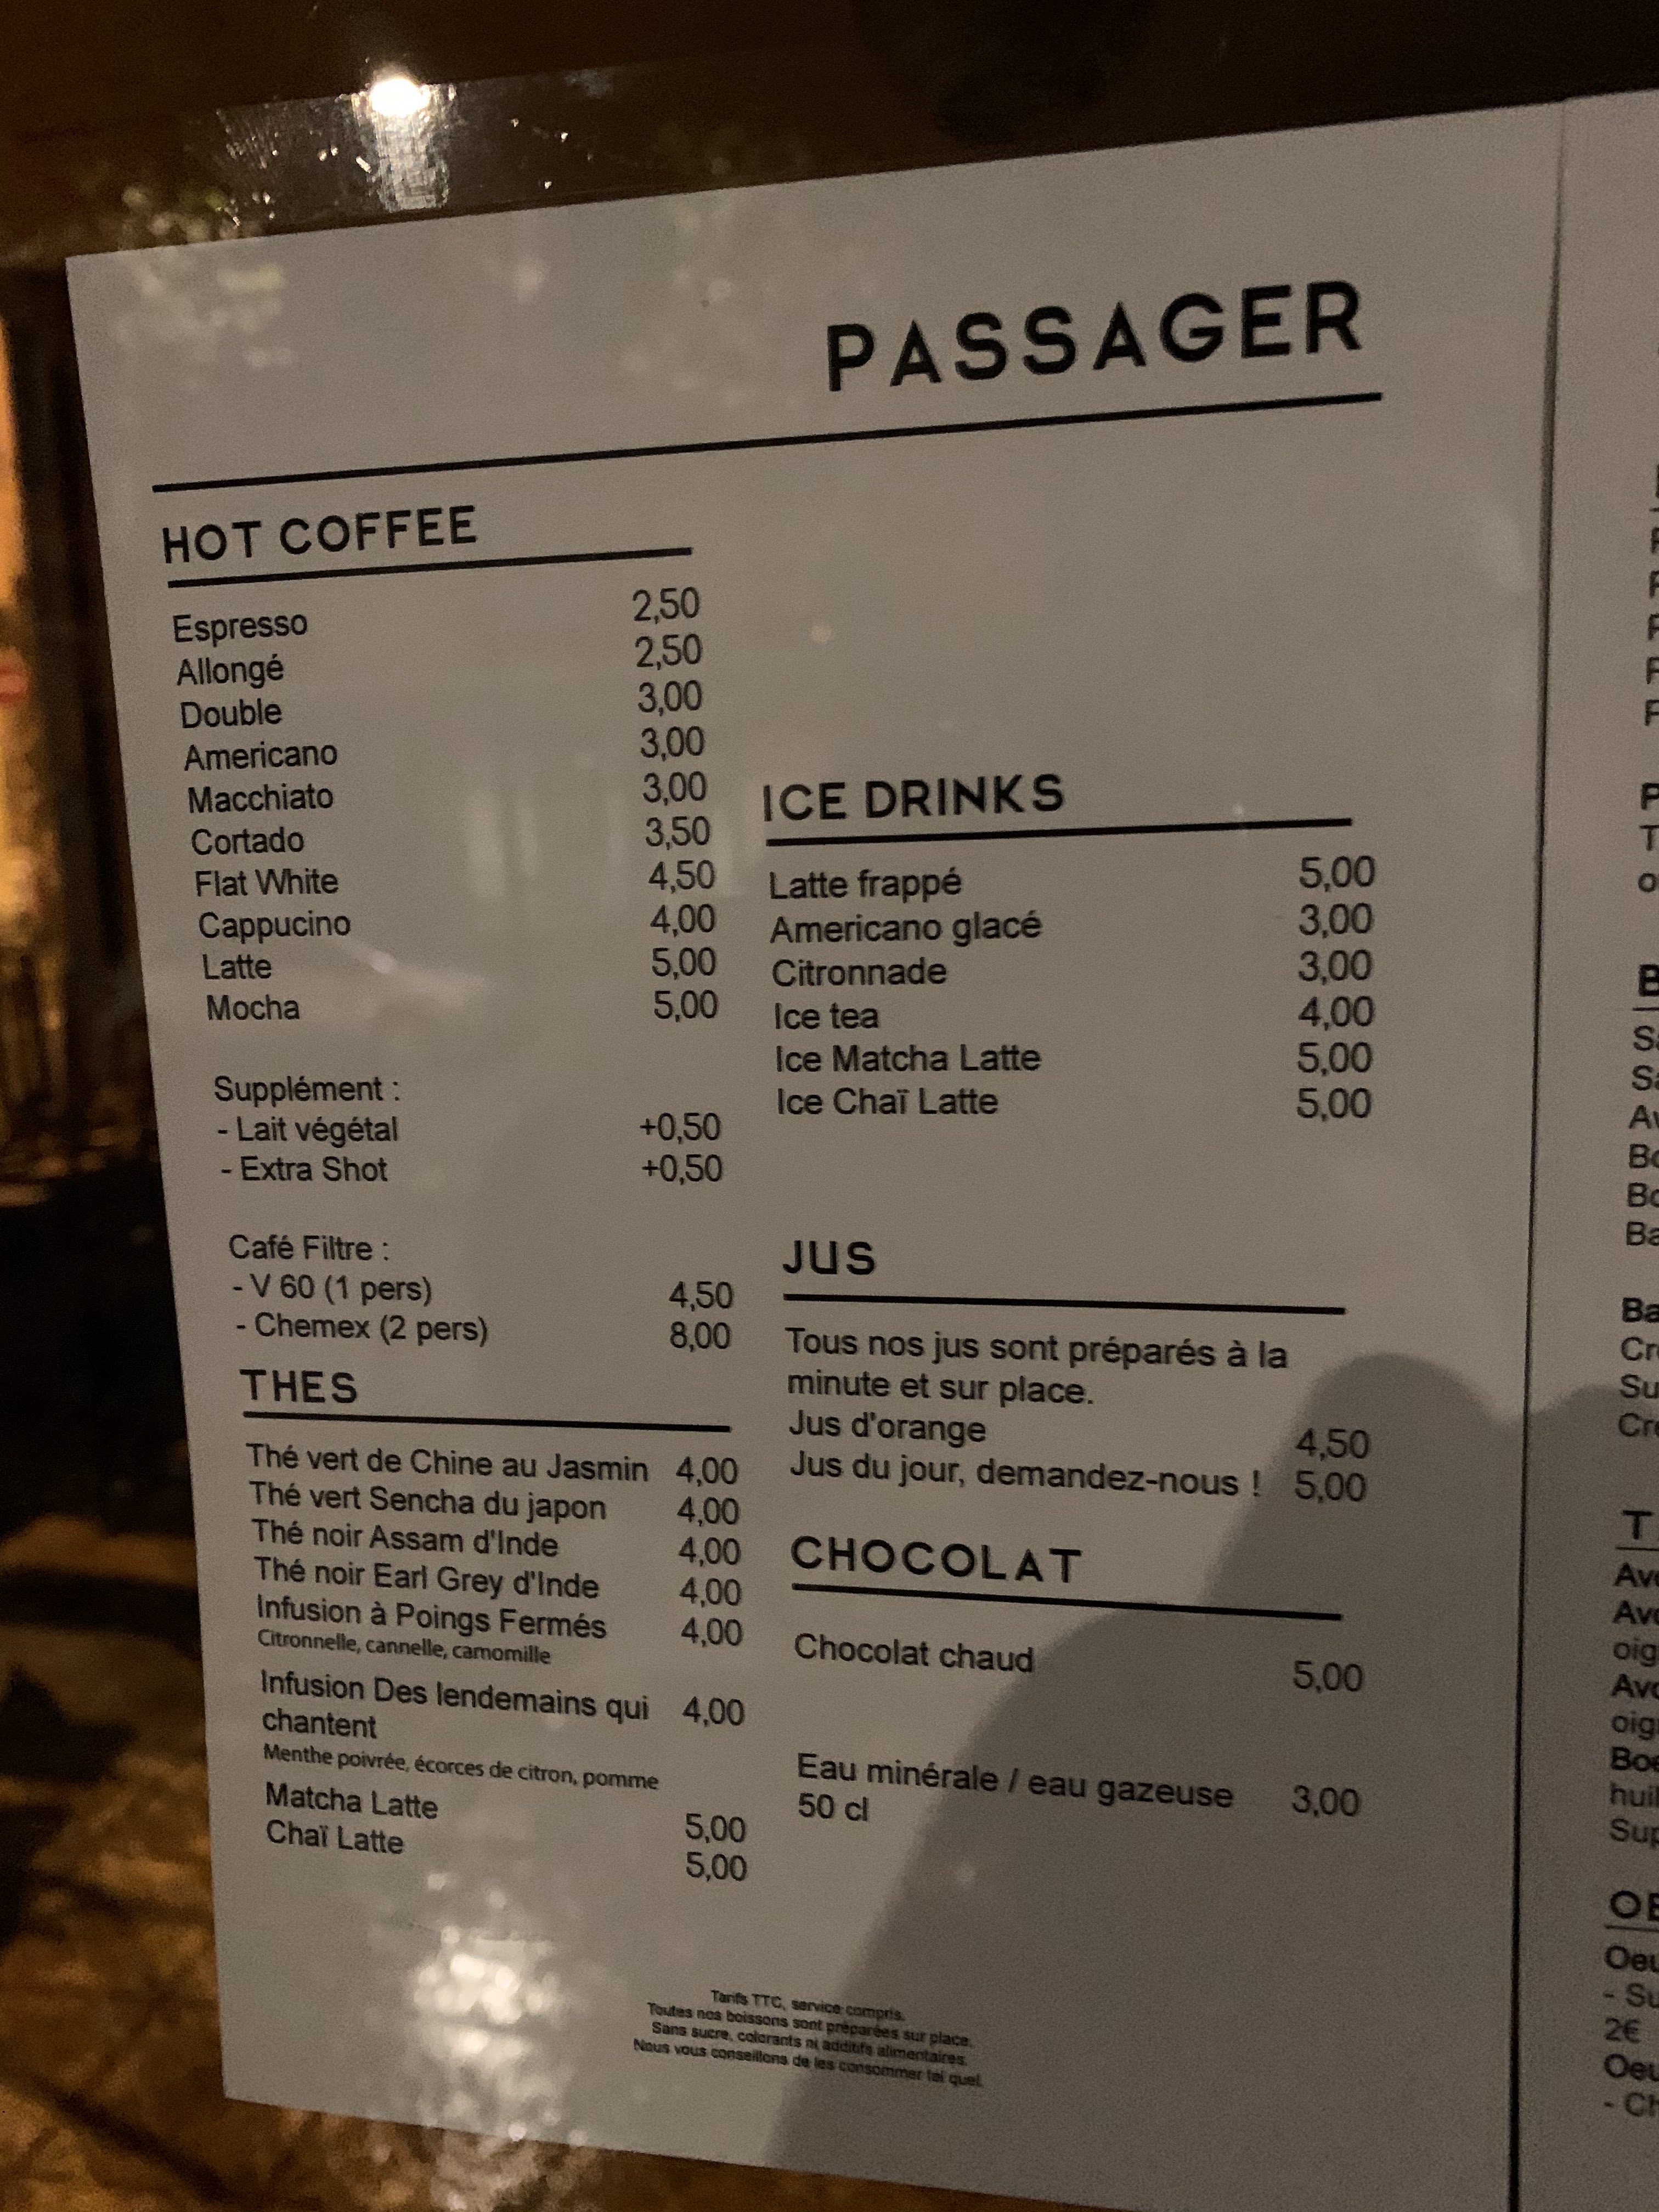 PASSAGER
HOT COFFEE
Espresso 2,50
Allongé 2,50
Double 3,00
Americano 3,00
Macchiato 3,00
Cortado 3,50
Flat White 4,50
Cappucino 4,00
Latte 5,00
Mocha 5,00
Supplément :
- Lait végétal +0,50
- Extra Shot +0,50
Café Filtre :
- V 60 (1 pers) 4,50
- Chemex (2 pers) 8,00
THES
Thé vert de Chine au Jasmin 4,00
Thé vert Sencha du japon 4,00
Thé noir Assam d'Inde 4,00
Thé noir Earl Grey d'Inde 4,00
Infusion à Poings Fermés 4,00
Citronnelle, cannelle, camomille
Infusion Des lendemains qui 4,00
chantent
Menthe poivrée, écorces de citron, pomme
Matcha Latte 5,00
Chaï Latte 5,00
ICE DRINKS
Latte frappé 5,00
Americano glacé 3,00
Citronnade 3,00
Ice tea 4,00
Ice Matcha Latte 5,00
Ice Chaï Latte 5,00
JUS
Tous nos jus sont préparés à la
minute et sur place.
Jus d'orange 4,50
Jus du jour, demandez-nous ! 5,00
CHOCOLAT
Chocolat chaud 5,00
Eau minérale / eau gazeuse 3,00
50 cl
Tarifs TTC, service compris.
Toutes nos boissons sont préparées sur place.
Sans sucre, colorants ni additifs alimentaires.
Nous vous conseillons de les consommer tel quel.
2€